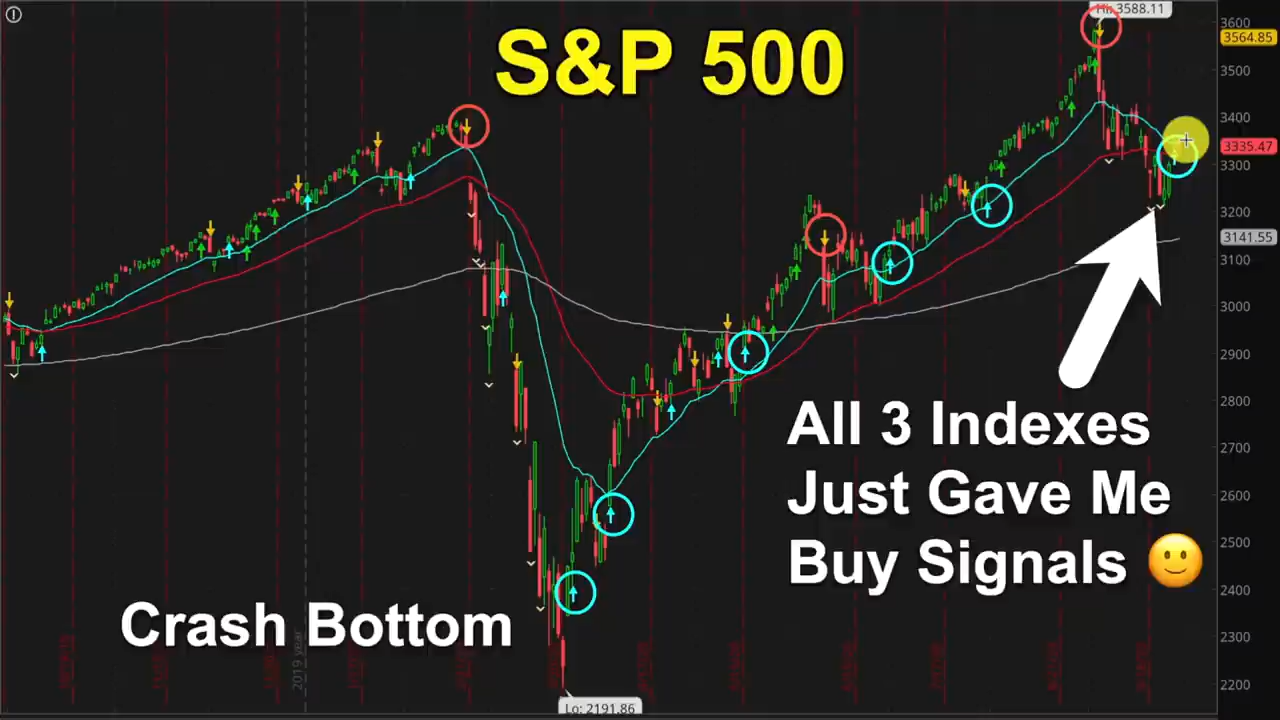 Hi: 3588.11
S&P 500
3600
3564.85
3500
3400
3335.47
3300
3200
3141.55
3100
3000
2900
2800
2700
2600
2500
2400
2300
2200
All 3 Indexes
Just Gave Me
Buy Signals 🙂
Crash Bottom
2019 year
Lo: 2191.86